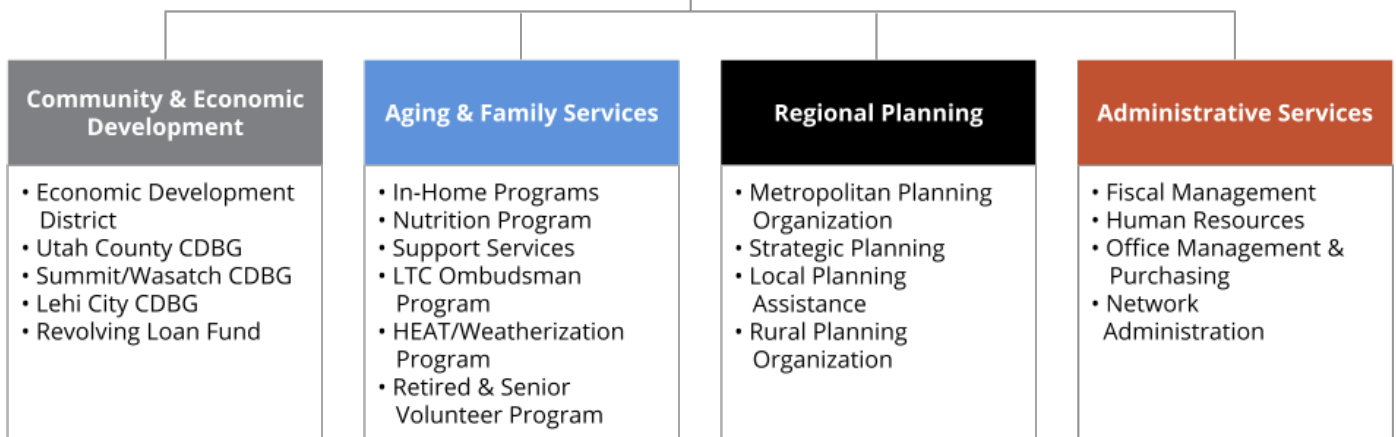 Community & Economic
Development
• Economic Development
District
• Utah County CDBG
• Summit/Wasatch CDBG
• Lehi City CDBG
• Revolving Loan Fund
Aging & Family Services
• In-Home Programs
• Nutrition Program
• Support Services
• LTC Ombudsman
Program
• HEAT/Weatherization
Program
• Retired & Senior
Volunteer Program
Regional Planning
• Metropolitan Planning
Organization
• Strategic Planning
• Local Planning
Assistance
• Rural Planning
Organization
Administrative Services
• Fiscal Management
• Human Resources
• Office Management &
Purchasing
• Network
Administration